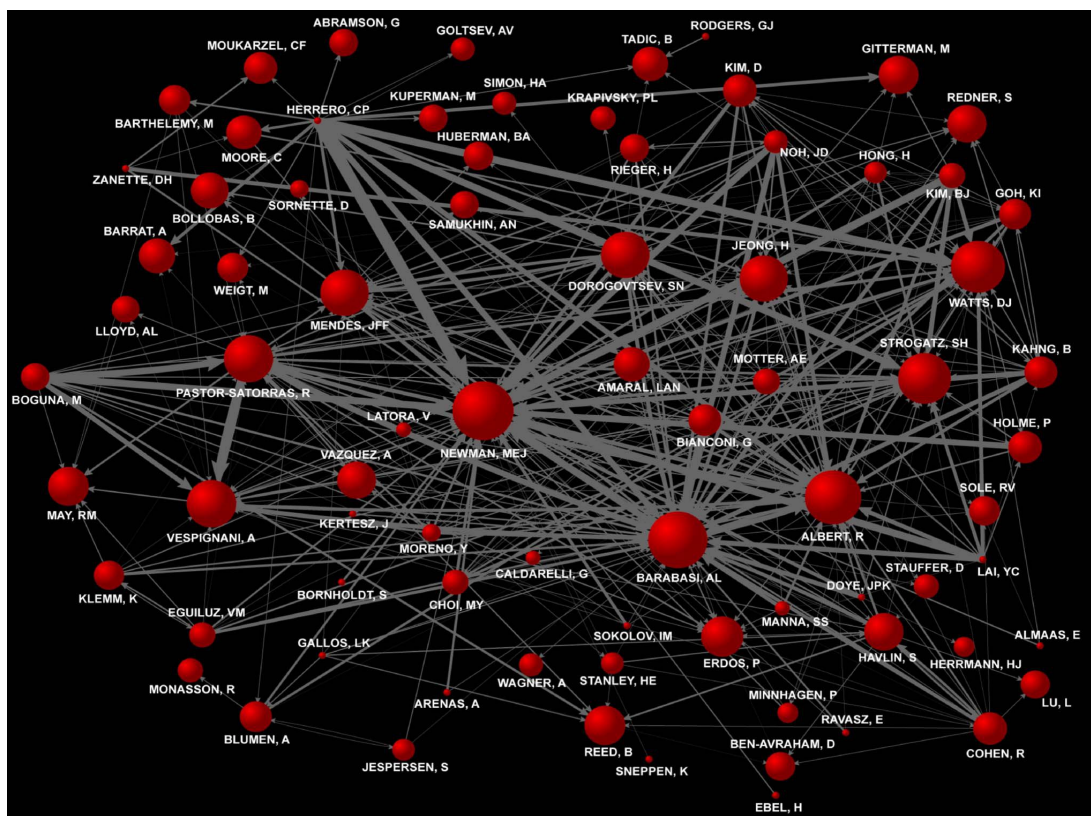 ABRAMSON, G
RODGERS, GJ
GOLTSEV, AV
MOUKARZEL, CF
TADIC, B
GITTERMAN, M
KIM, D
SIMON, HA
KUPERMAN, M
KRAPIVSKY, PL
REDNER, S
HERRERO, CP
BARTHELEMY, M
HUBERMAN, BA
MOORE, C
NOH, JD
HONG, H
RIEGER, H
ZANETTE, DH
KIM, BJ
GOH, KI
SORNETTE, D
BOLLOBAS, B
SAMUKHIN, AN
BARRAT, A
JEONG, H
DOROGOVTSEV, SN
WEIGT, M
WATTS, DJ
MENDES, JFF
LLOYD, AL
KAHNG, B
STROGATZ, SH
MOTTER, AE
AMARAL, LAN
PASTOR-SATORRAS, R
BOGUNA, M
LATORA, V
HOLME, P
BIANCONI, G
NEWMAN, MEJ
VAZQUEZ, A
SOLE, RV
MAY, RM
KERTESZ, J
VESPIGNANI, A
ALBERT, R
MORENO, Y
BARABASI, AL
STAUFFER, D
LAI, YC
CALDARELLI, G
DOYE, JPK
KLEMM, K
BORNHOLDT, S
CHOI, MY
EGUILUZ, VM
MANNA, SS
ALMAAS, E
SOKOLOV, IM
GALLOS, LK
HAVLIN, S
ERDOS, P
HERRMANN, HJ
STANLEY, HE
WAGNER, A
MONASSON, R
MINNHAGEN, P
LU, L
ARENAS, A
RAVASZ, E
BLUMEN, A
REED, B
BEN-AVRAHAM, D
COHEN, R
JESPERSEN, S
SNEPPEN, K
EBEL, H